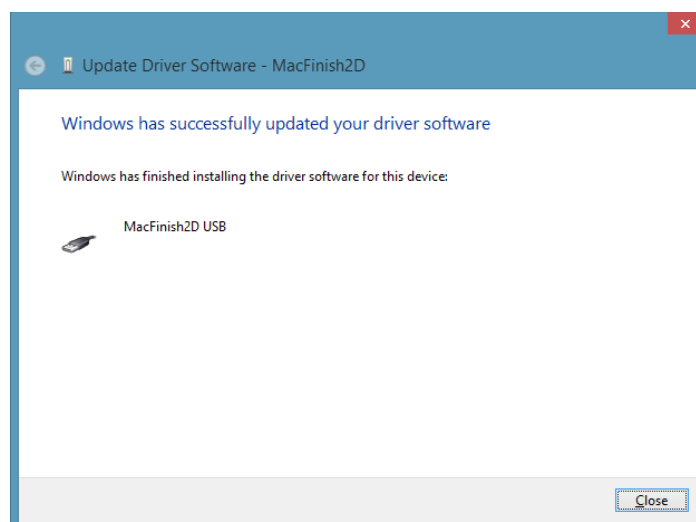 Update Driver Software - MacFinish2D
Windows has successfully updated your driver software
Windows has finished installing the driver software for this device:
MacFinish2D USB
Close